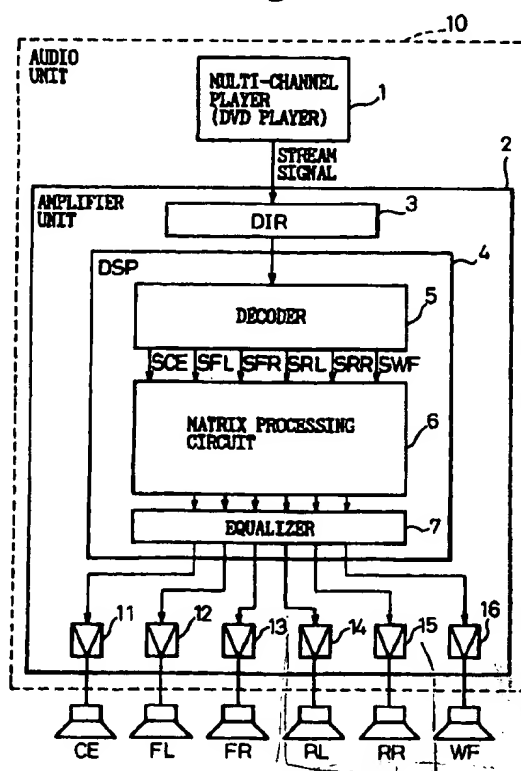 10
AUDIO
UNIT
MULTI-CHANNEL
PLAYER
(DVD PLAYER)
1
STREAM
SIGNAL
2
AMPLIFIER
UNIT
DIR
3
DSP
4
DECODER
5
SCE SFL SFR SRL SRR SWF
MATRIX PROCESSING
CIRCUIT
6
EQUALIZER
7
11 12 13 14 15 16
CE FL FR RL RR WF